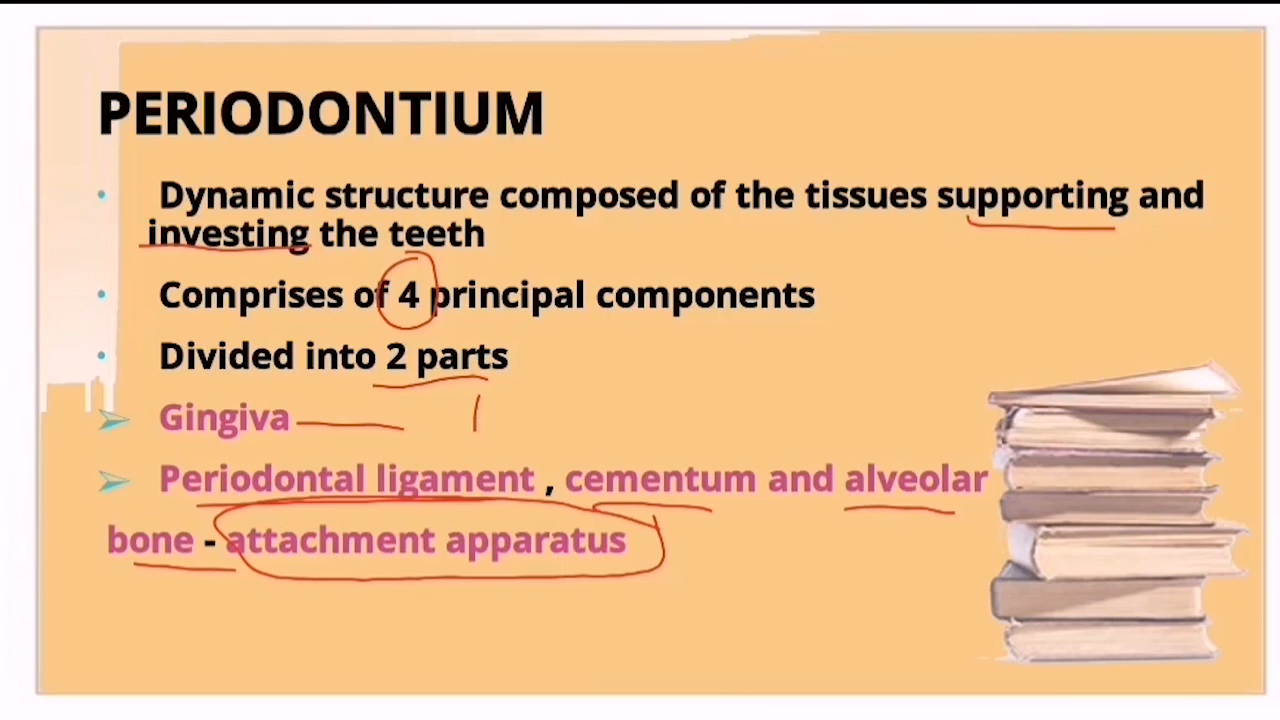 PERIODONTIUM
• Dynamic structure composed of the tissues supporting and
investing the teeth
• Comprises of 4 principal components
• Divided into 2 parts
➢ Gingiva
➢ Periodontal ligament , cementum and alveolar
bone - attachment apparatus